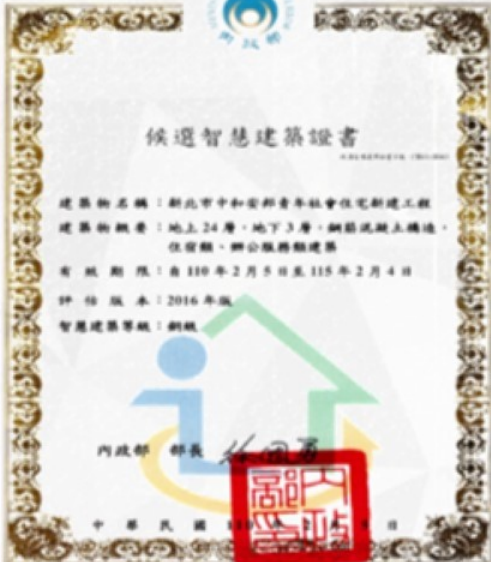 內政部
候選智慧建築證書
建築物名稱：新北市中和安邦青年社會住宅新建工程
建築物概要：地上24層，地下3層，鋼筋混凝土構造，
住宿類、辦公服務類建築
有效期限：自110年2月5日至115年2月4日
評估版本：2016年版
智慧建築等級：銅級
內政部 部長
中華民國